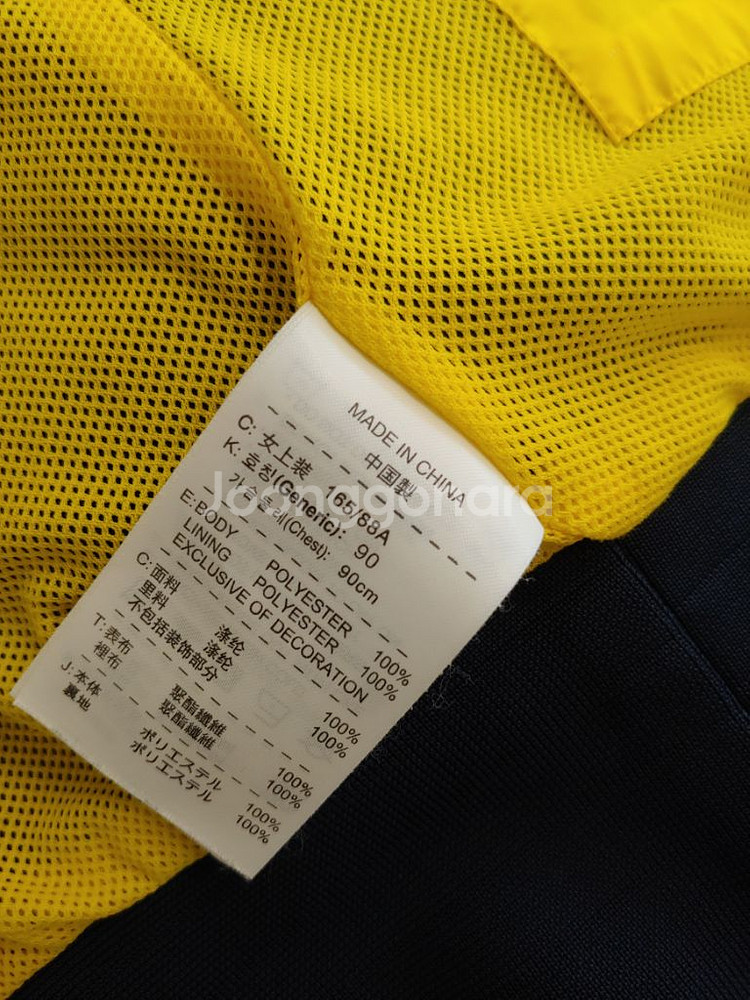 MADE IN CHINA
中国製
C: 女上装 165/88A
K: 호칭(Generic): 90
가슴둘레(Chest): 90cm
E: BODY POLYESTER 100%
LINING POLYESTER 100%
EXCLUSIVE OF DECORATION
C: 面料 涤纶 100%
里料 涤纶 100%
不包括装饰部分
T: 表布 聚酯纖維 100%
裡布 聚酯纖維 100%
J: 本体 ポリエステル 100%
裏地 ポリエステル 100%
Joonggonara